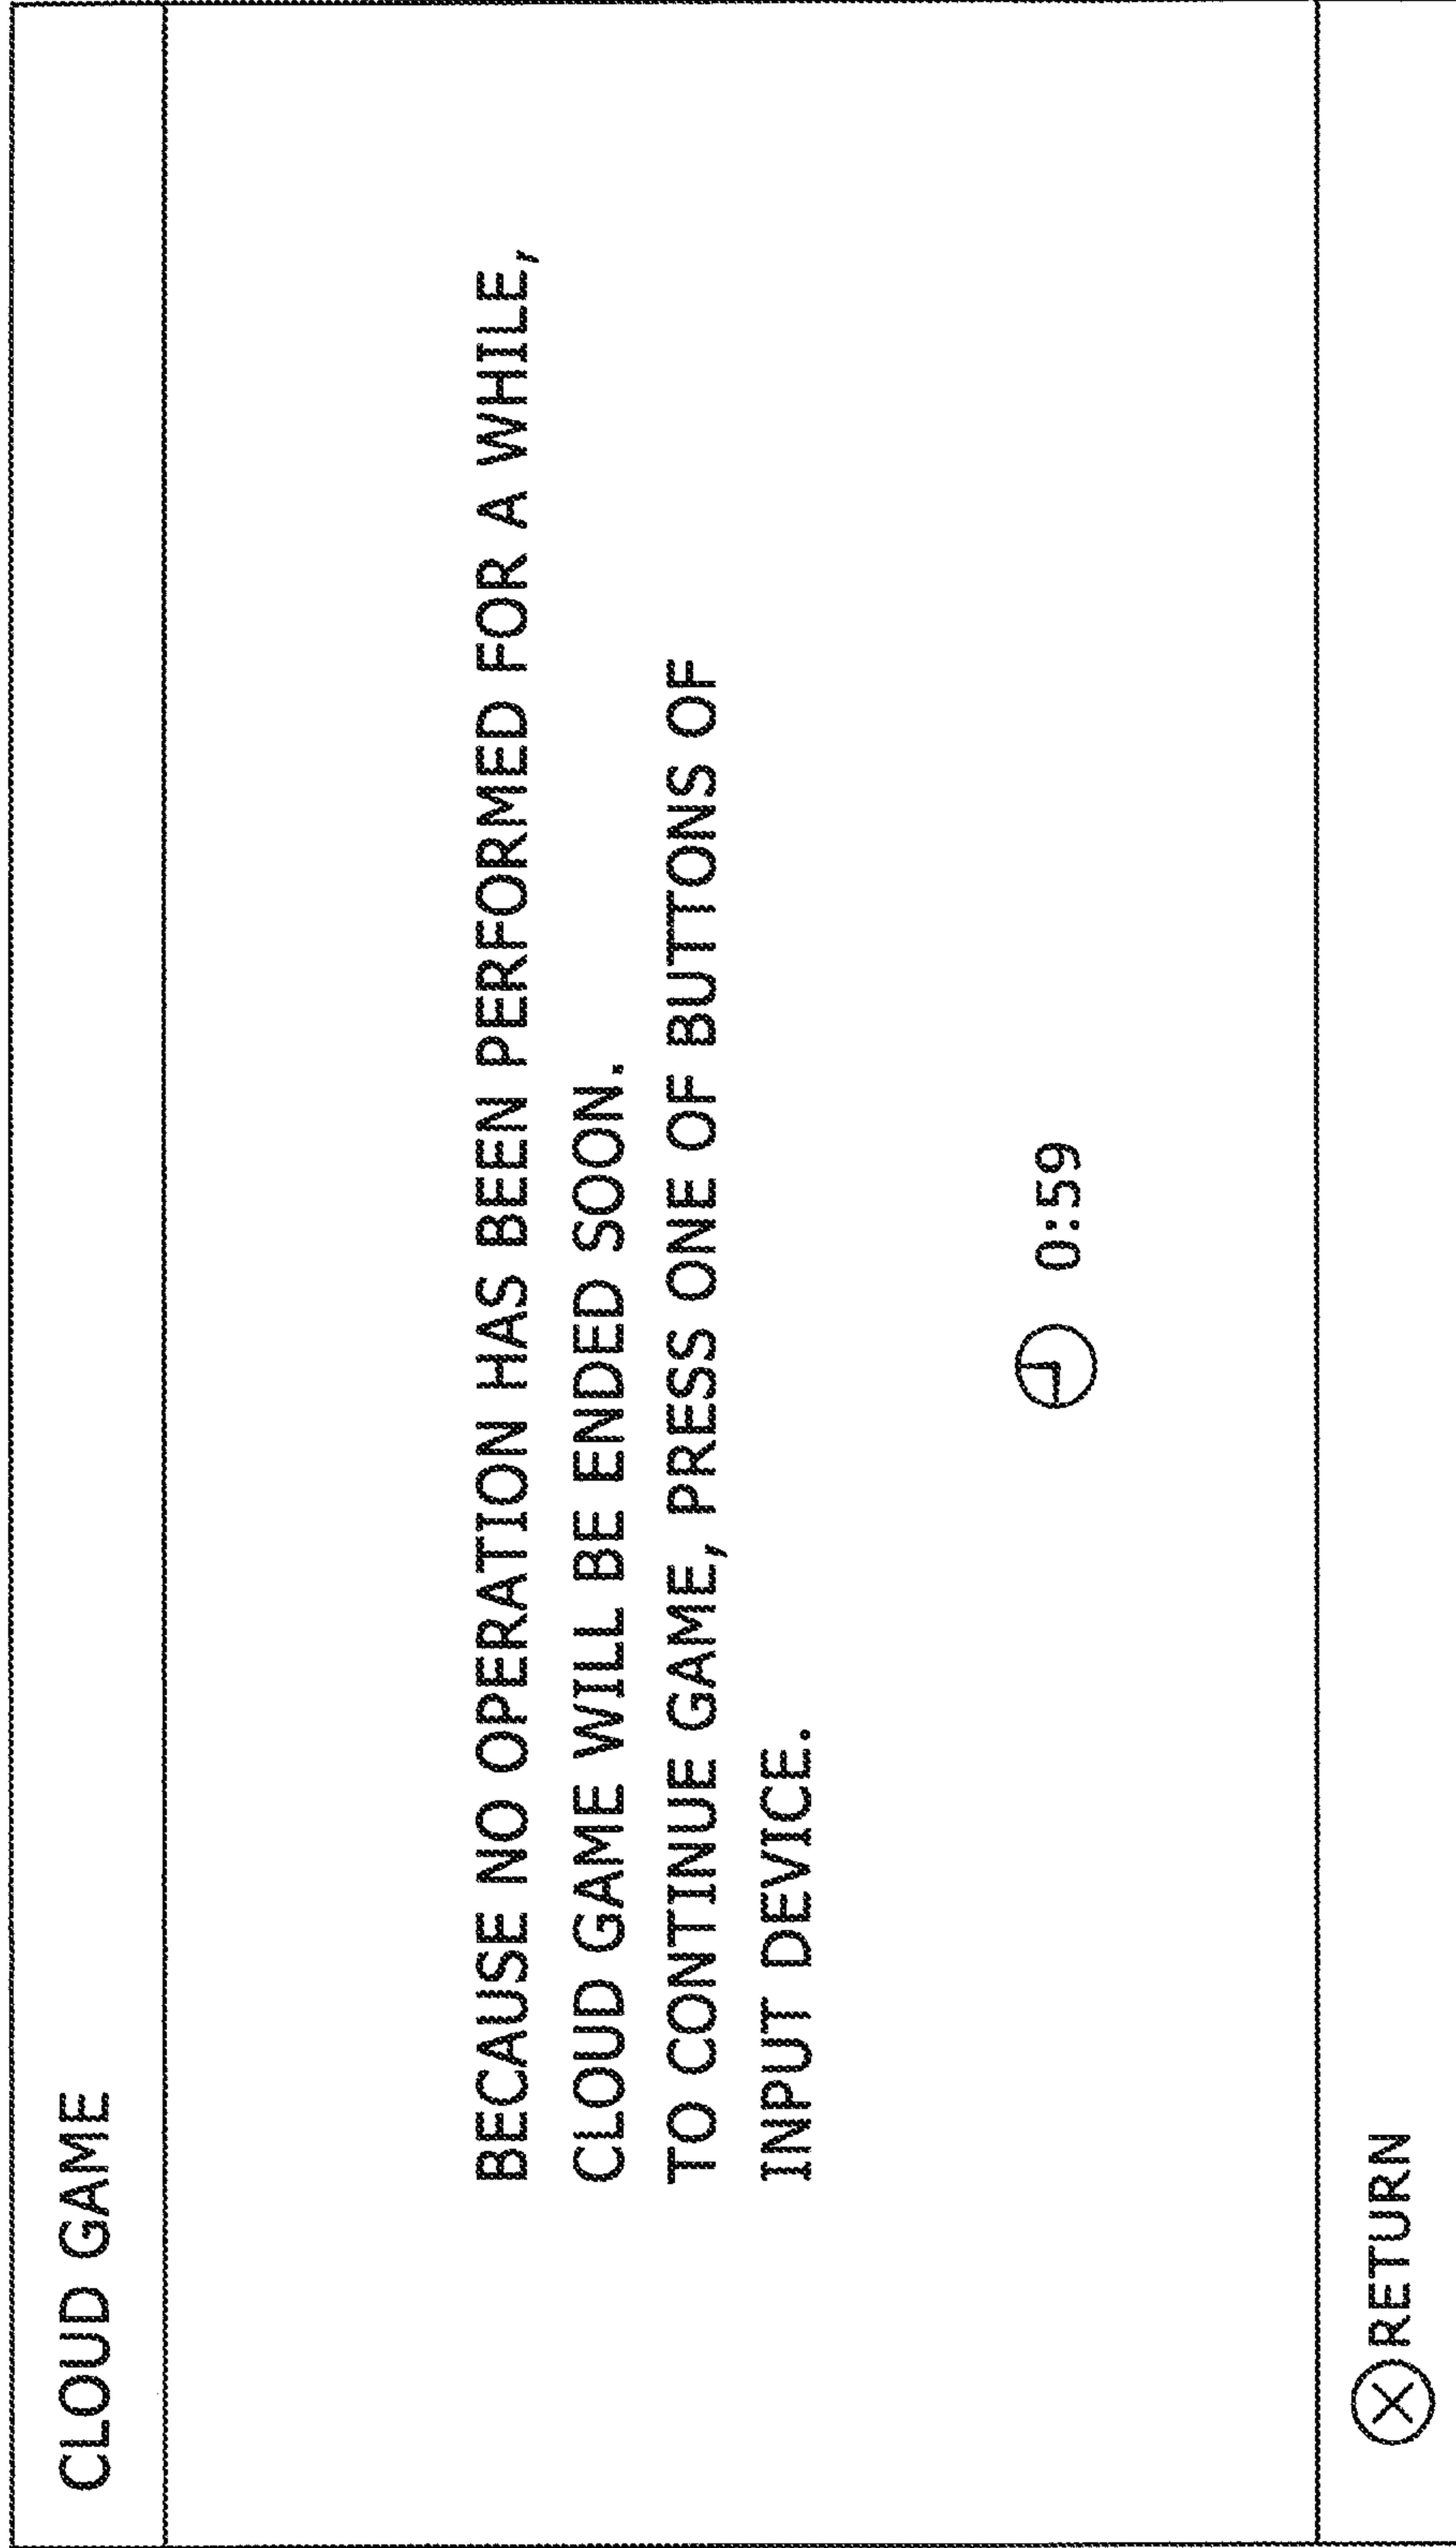 CLOUD GAME
BECAUSE NO OPERATION HAS BEEN PERFORMED FOR A WHILE,
CLOUD GAME WILL BE ENDED SOON.
TO CONTINUE GAME, PRESS ONE OF BUTTONS OF
INPUT DEVICE.
0:59
RETURN